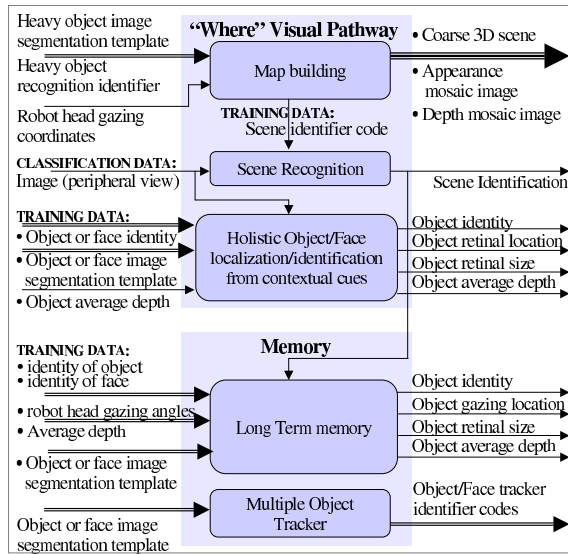 Heavy object image
segmentation template
Heavy object
recognition identifier
Robot head gazing
coordinates
“Where” Visual Pathway
Map building
• Coarse 3D scene
• Appearance
mosaic image
• Depth mosaic image
TRAINING DATA:
Scene identifier code
CLASSIFICATION DATA:
Image (peripheral view)
Scene Recognition
Scene Identification
TRAINING DATA:
• Object or face identity
• Object or face image
segmentation template
• Object average depth
Holistic Object/Face
localization/identification
from contextual cues
Object identity
Object retinal location
Object retinal size
Object average depth
Memory
TRAINING DATA:
• identity of object
• identity of face
• robot head gazing angles
• Average depth
• Object or face image
segmentation template
Long Term memory
Object identity
Object gazing location
Object retinal size
Object average depth
Object or face image
segmentation template
Multiple Object
Tracker
Object/Face tracker
identifier codes